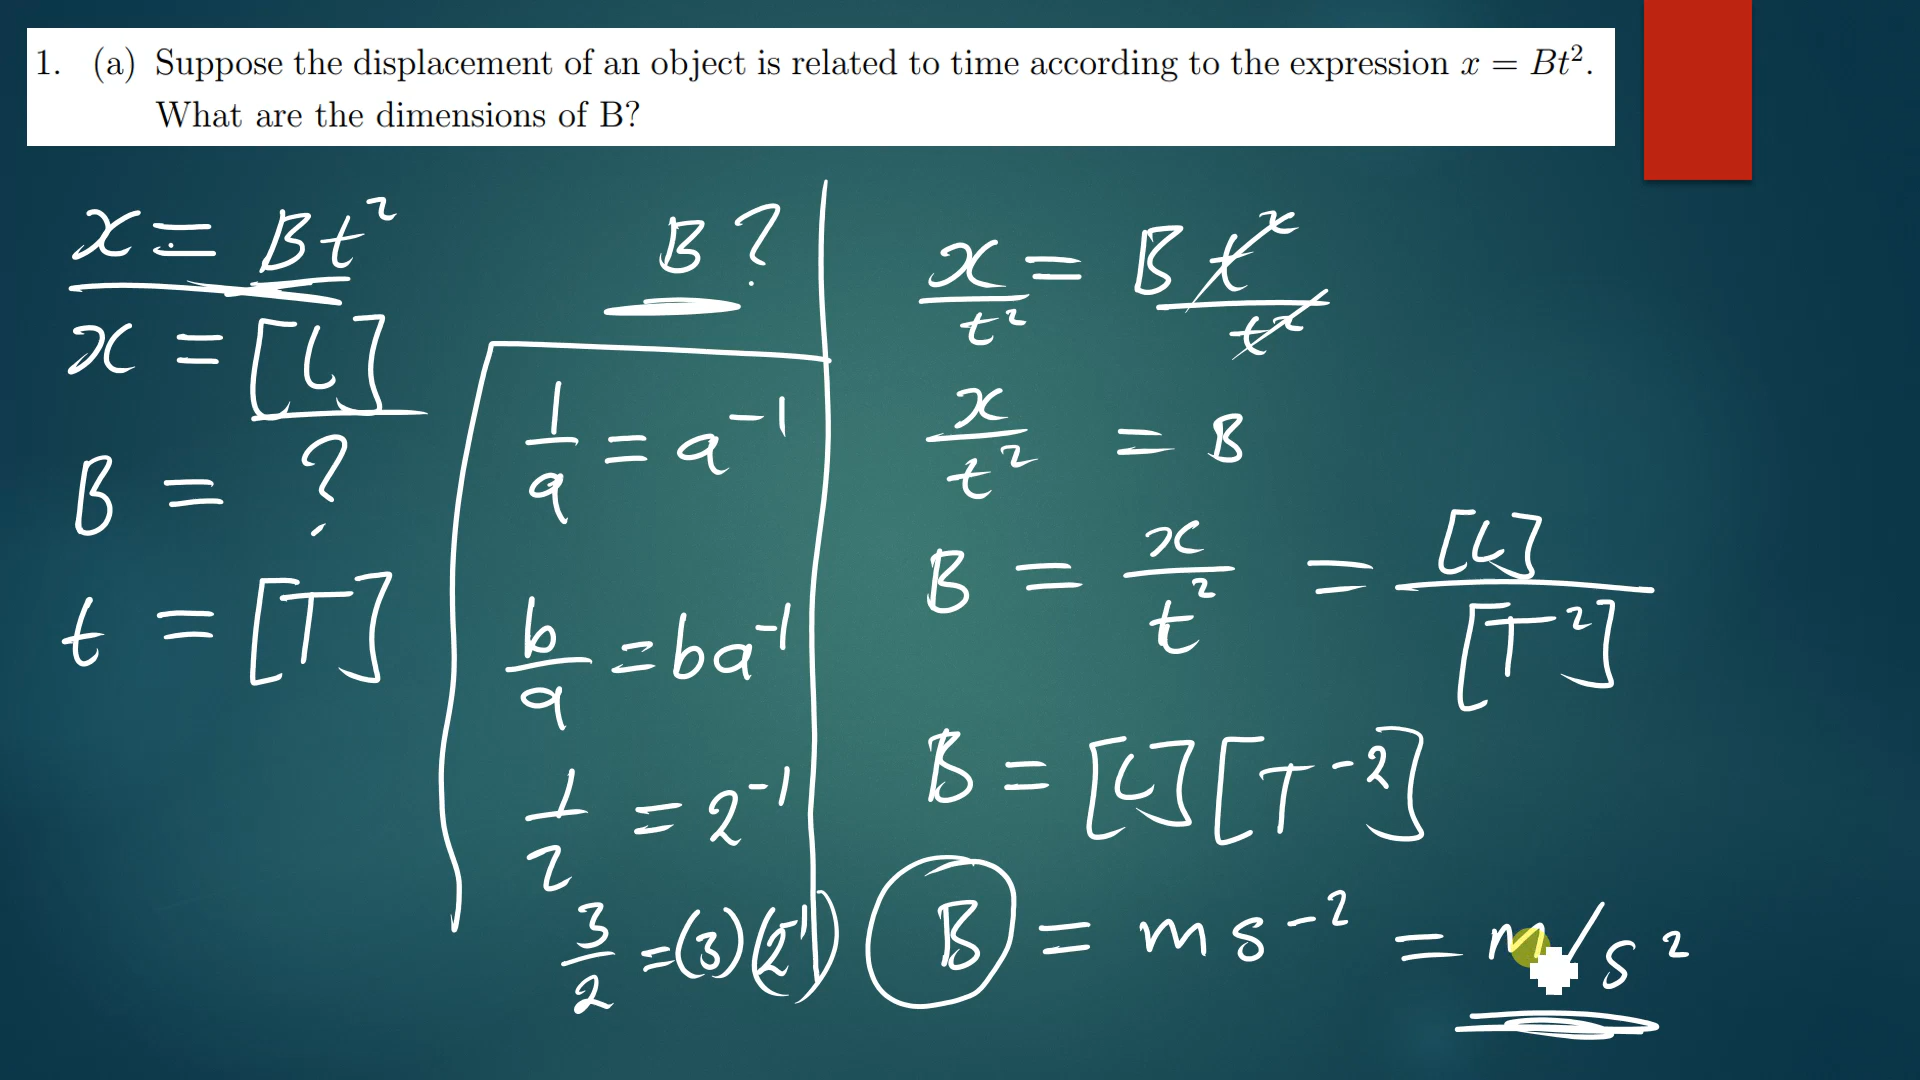 1. (a) Suppose the displacement of an object is related to time according to the expression x = Bt².
What are the dimensions of B?
x = Bt²
x = [L]
B = ?
t = [T]
B?
1/a = a⁻¹
b/a = ba⁻¹
1/2 = 2⁻¹
3/2 = (3)(2⁻¹)
x/t² = Bt²/t²
x/t² = B
B = x/t² = [L]/[T²]
B = [L][T⁻²]
B = ms⁻² = m/s²